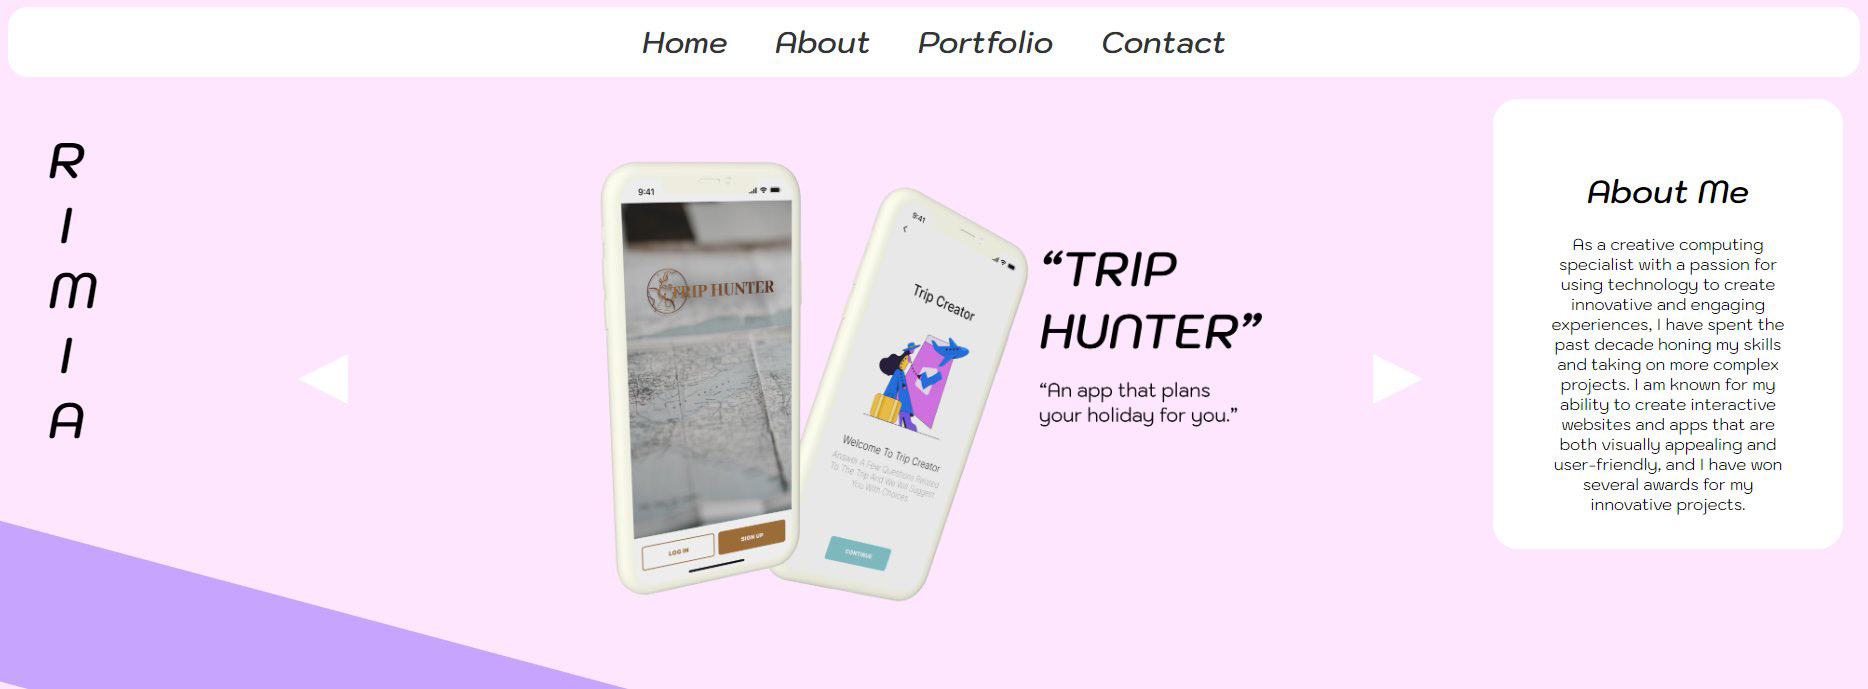 Home About Portfolio Contact
R
I
M
I
A
9:41
TRIP HUNTER
LOG IN
SIGN UP
9:41
Trip Creator
Welcome To Trip Creator
Answer A Few Questions Related
To The Trip And We Will Suggest
You With Choices
CONTINUE
“TRIP
HUNTER”
“An app that plans
your holiday for you.”
About Me
As a creative computing
specialist with a passion for
using technology to create
innovative and engaging
experiences, I have spent the
past decade honing my skills
and taking on more complex
projects. I am known for my
ability to create interactive
websites and apps that are
both visually appealing and
user-friendly, and I have won
several awards for my
innovative projects.